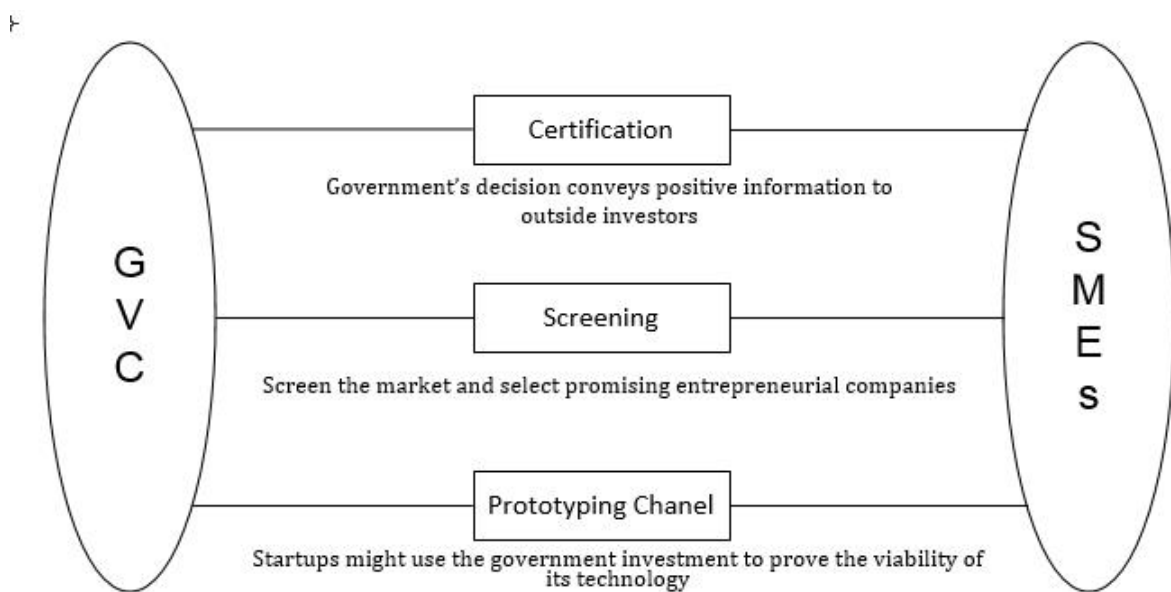 Certification
Government's decision conveys positive information to
outside investors
G
V
C
S
M
E
s
Screening
Screen the market and select promising entrepreneurial companies
Prototyping Chanel
Startups might use the government investment to prove the viability of
its technology